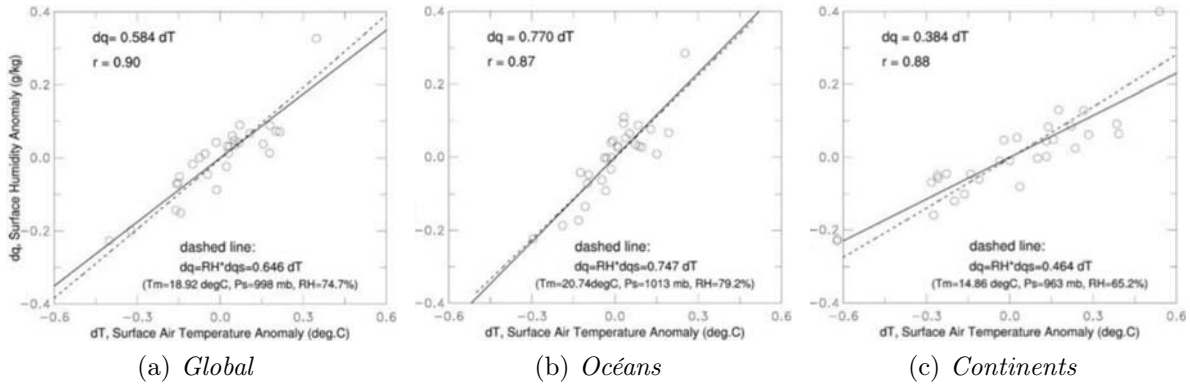 dq= 0.584 dT
r = 0.90
dq, Surface Humidity Anomaly (g/kg)
0.4
0.2
0.0
−0.2
−0.4
dashed line:
dq=RH*dqs=0.646 dT
(Tm=18.92 degC, Ps=998 mb, RH=74.7%)
−0.6 −0.3 0.0 0.3 0.6
dT, Surface Air Temperature Anomaly (deg.C)
(a) Global
dq= 0.770 dT
r = 0.87
0.4
0.2
0.0
−0.2
−0.4
dashed line:
dq=RH*dqs=0.747 dT
(Tm=20.74degC, Ps=1013 mb, RH=79.2%)
−0.6 −0.3 0.0 0.3 0.6
dT, Surface Air Temperature Anomaly (deg.C)
(b) Océans
dq= 0.384 dT
r = 0.88
0.4
0.2
0.0
−0.2
−0.4
dashed line:
dq=RH*dqs=0.464 dT
(Tm=14.86 degC, Ps=963 mb, RH=65.2%)
−0.6 −0.3 0.0 0.3 0.6
dT, Surface Air Temperature Anomaly (deg.C)
(c) Continents